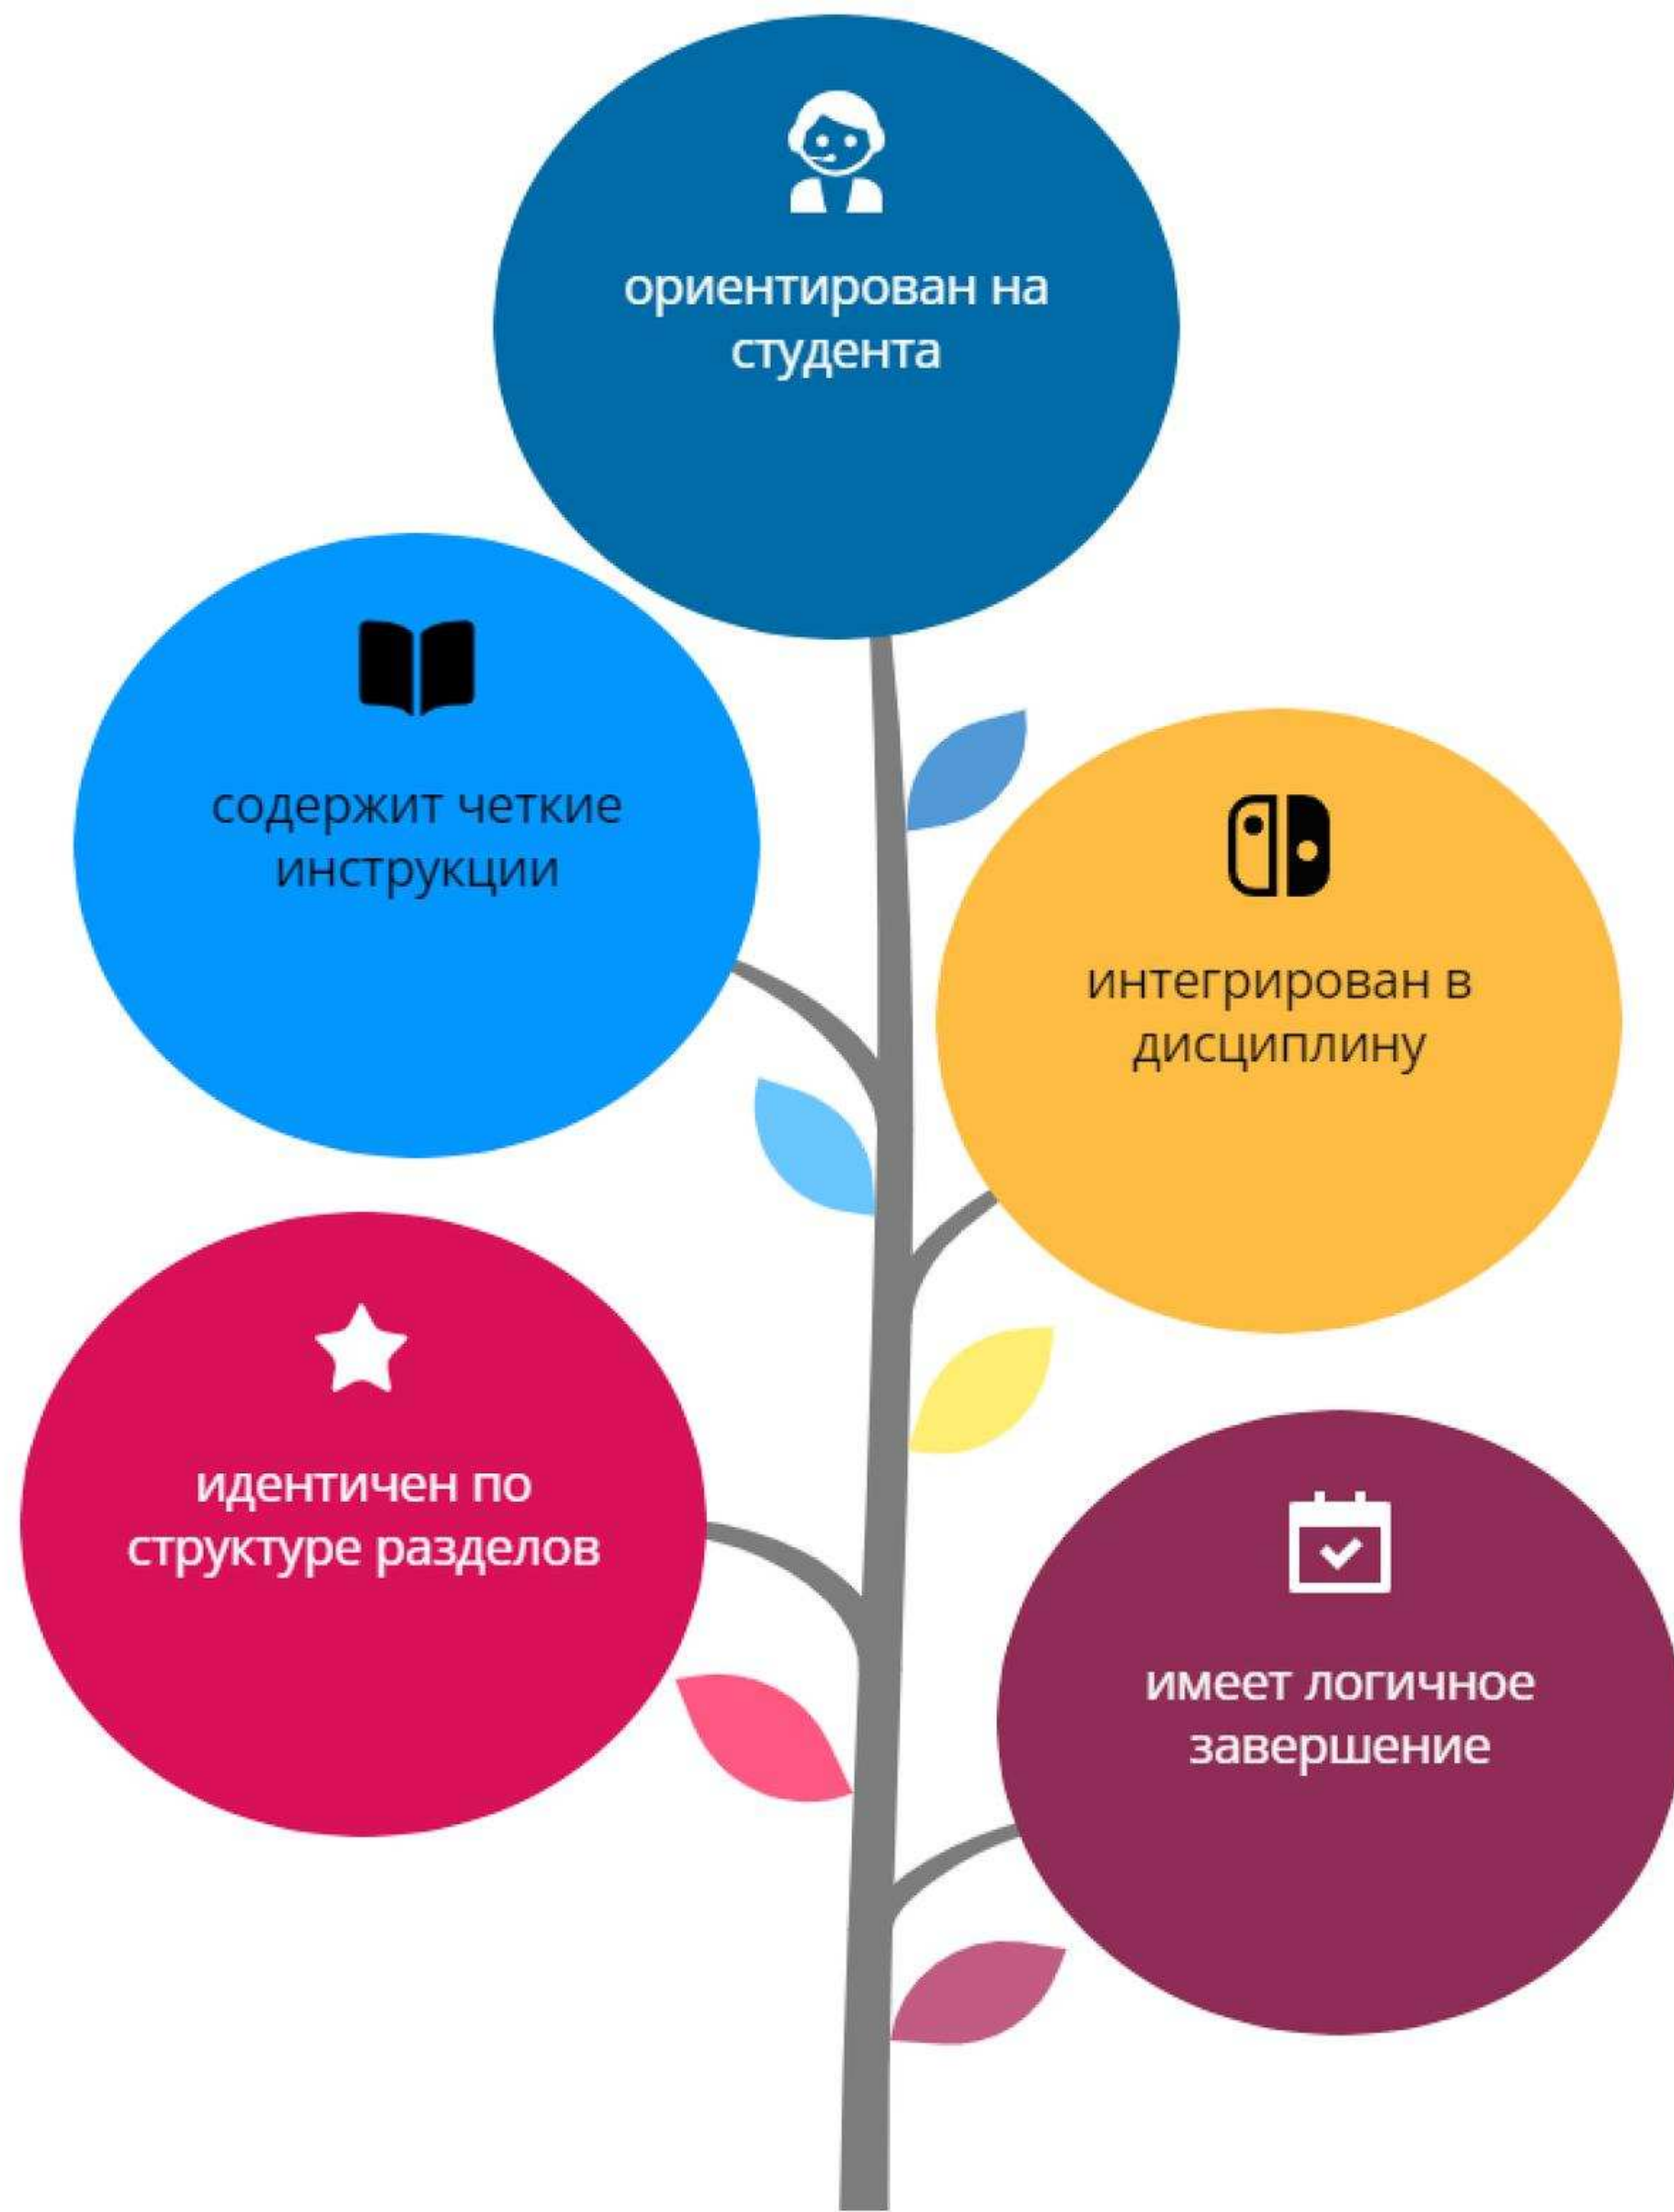 ориентирован на
студента
содержит четкие
инструкции
интегрирован в
дисциплину
идентичен по
структуре разделов
имеет логичное
завершение